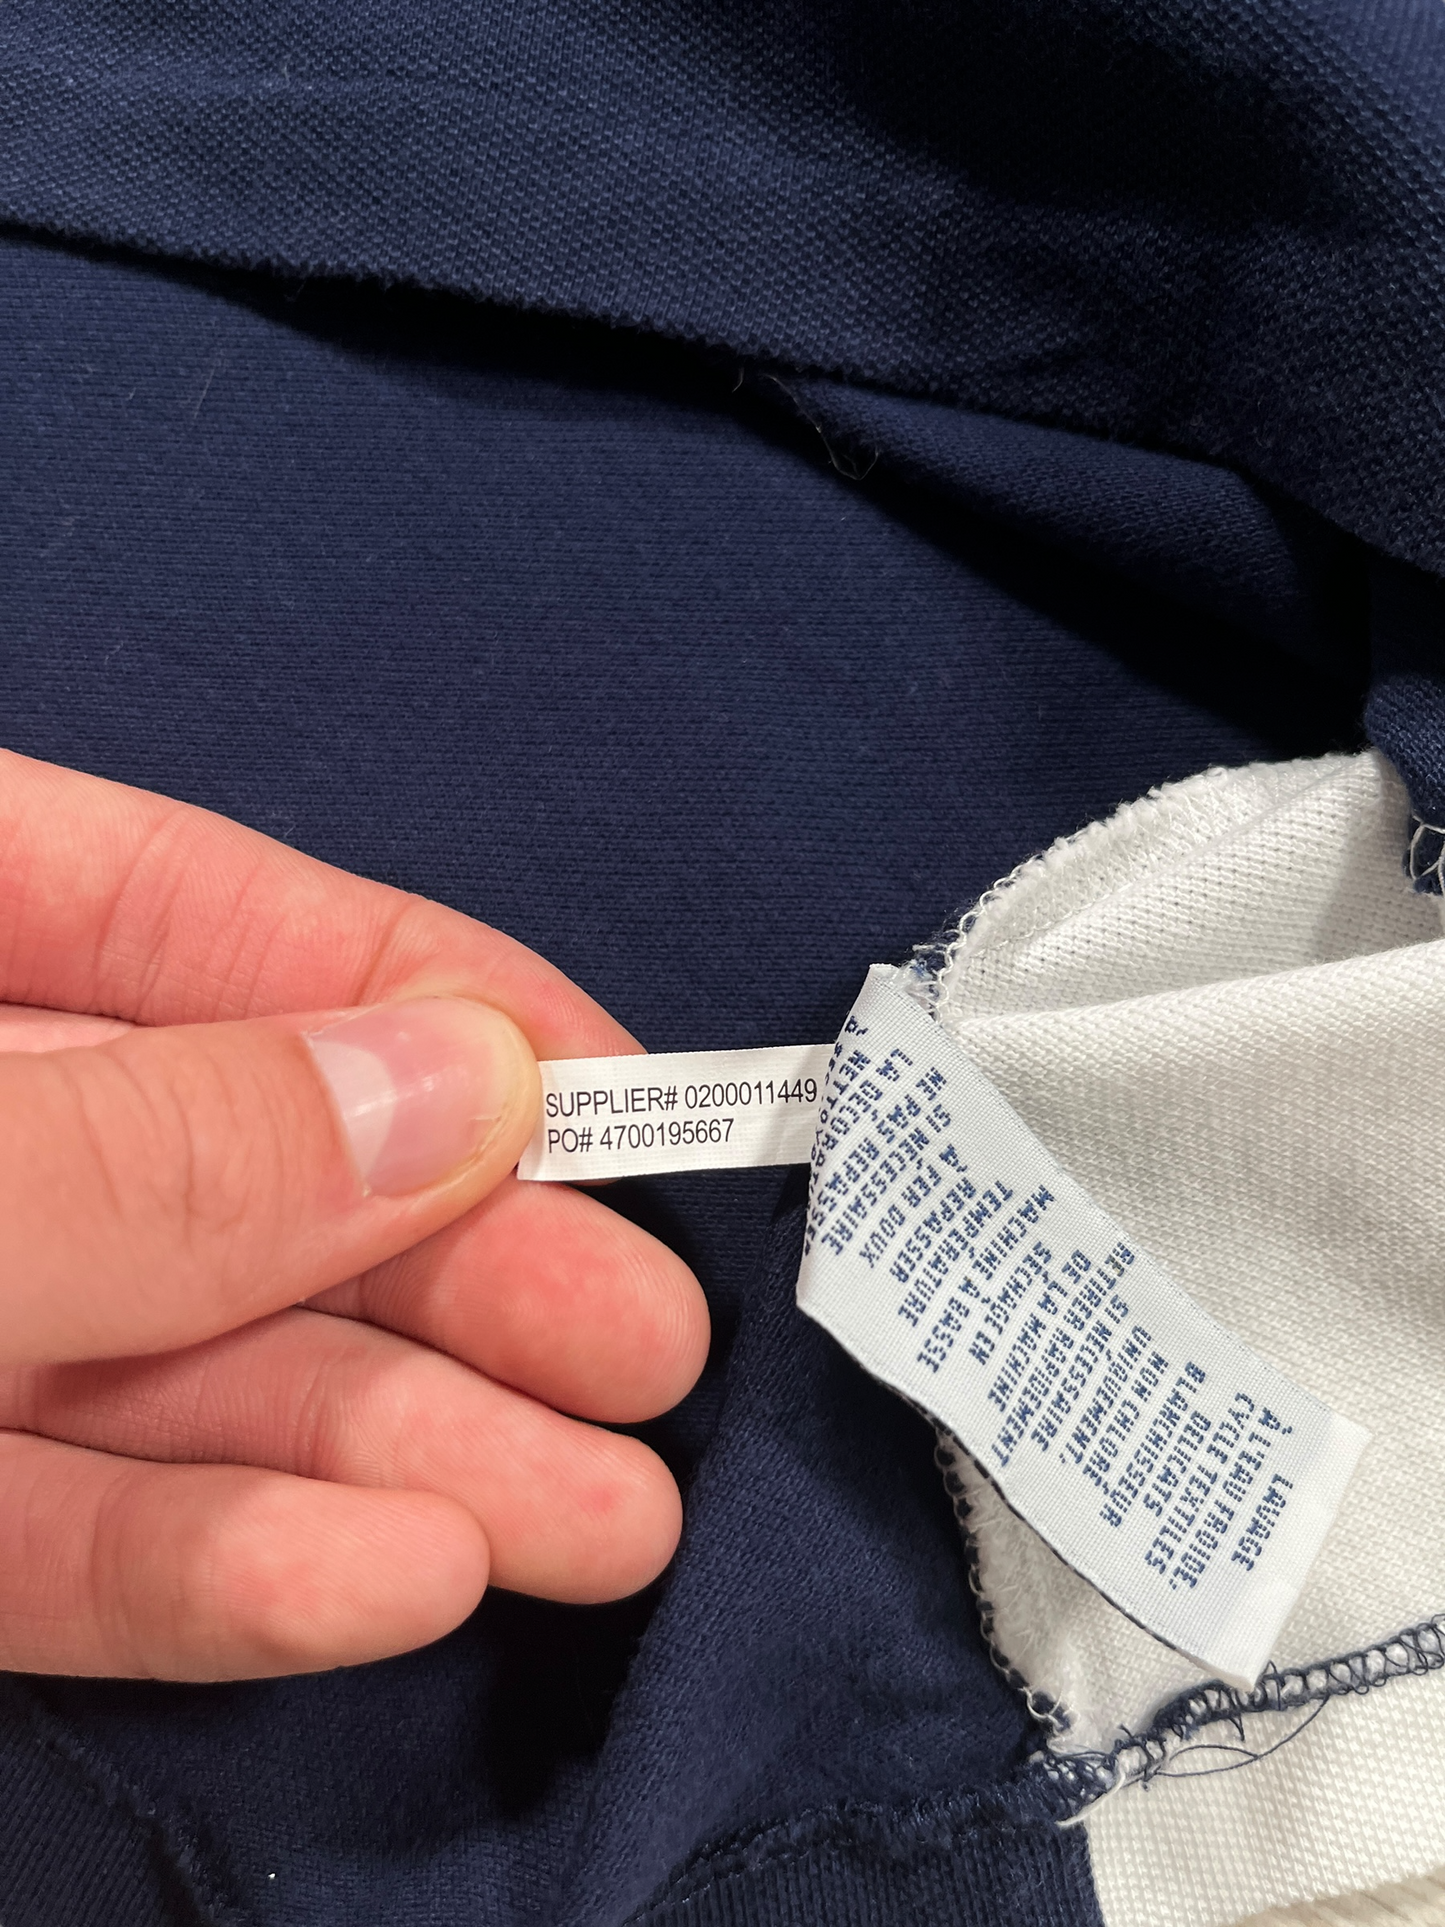 SUPPLIER# 0200011449
PO# 4700195667
LAVAGE
À L'EAU FROIDE,
CYCLE TEXTILES
DÉLICATS
BLANCHISSEUR
NON CHLORÉ
UNIQUEMENT,
SI NÉCESSAIRE
RETIRER RAPIDEMENT
DE LA MACHINE
SÉCHAGE EN
MACHINE À BASSE
TEMPÉRATURE
À REPASSER
À FER DOUX
SI NÉCESSAIRE
NE PAS REPASSER
LA DÉCORATION
NETTOYAGE